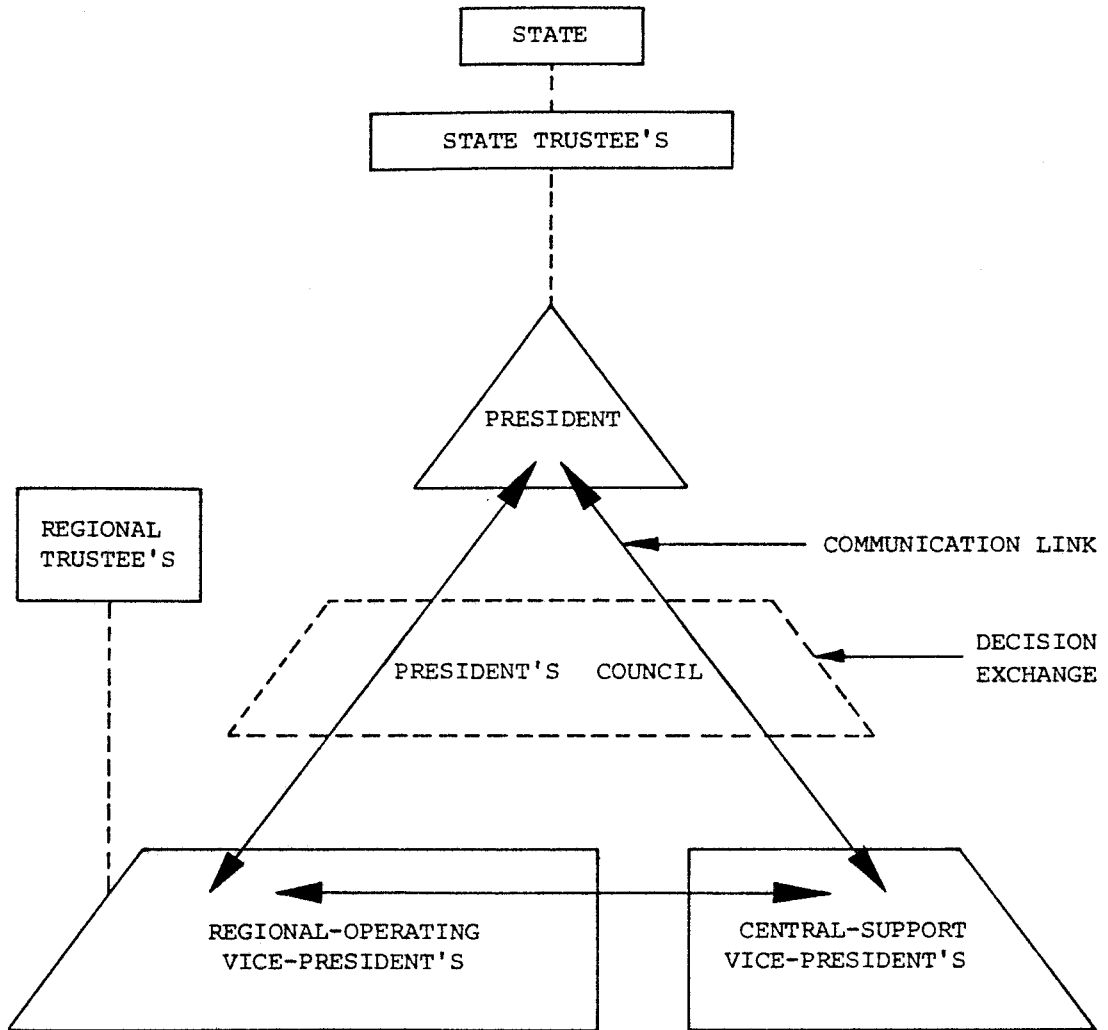 STATE
STATE TRUSTEE'S
PRESIDENT
REGIONAL
TRUSTEE'S
COMMUNICATION LINK
PRESIDENT'S COUNCIL
DECISION
EXCHANGE
REGIONAL-OPERATING
VICE-PRESIDENT'S
CENTRAL-SUPPORT
VICE-PRESIDENT'S